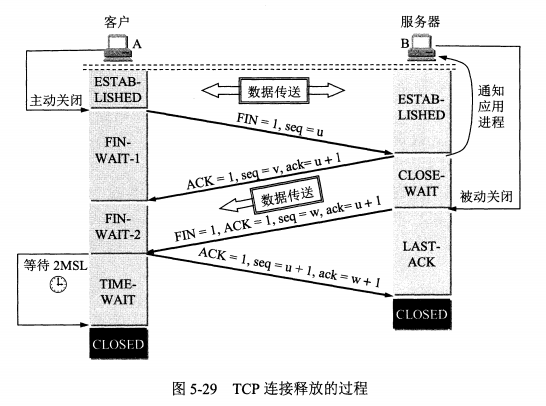 客户
服务器
A
B
ESTAB-
LISHED
数据传送
通知
应用
进程
主动关闭
FIN = 1, seq = u
ESTAB-
LISHED
FIN-
WAIT-1
ACK = 1, seq = v, ack= u + 1
CLOSE-
WAIT
数据传送
被动关闭
FIN = 1, ACK = 1, seq = w, ack= u + 1
FIN-
WAIT-2
LAST-
ACK
等待 2MSL
ACK = 1, seq = u + 1, ack = w + 1
TIME-
WAIT
CLOSED
CLOSED
图 5-29 TCP 连接释放的过程